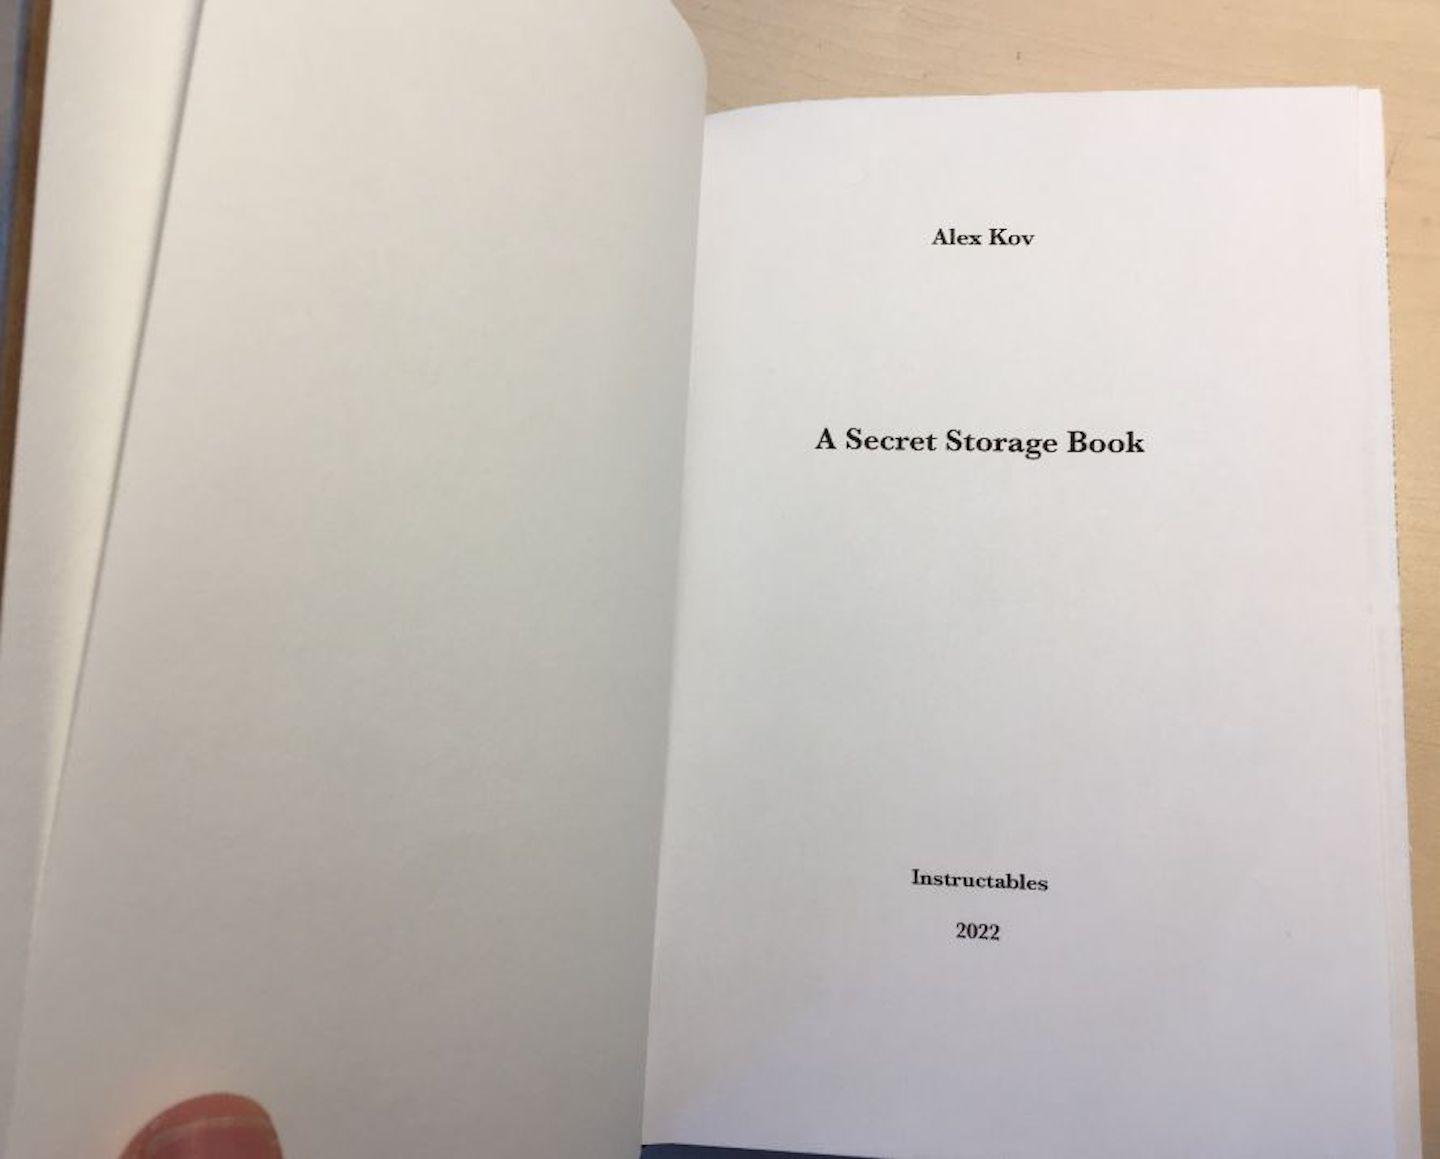 Alex Kov
A Secret Storage Book
Instructables
2022